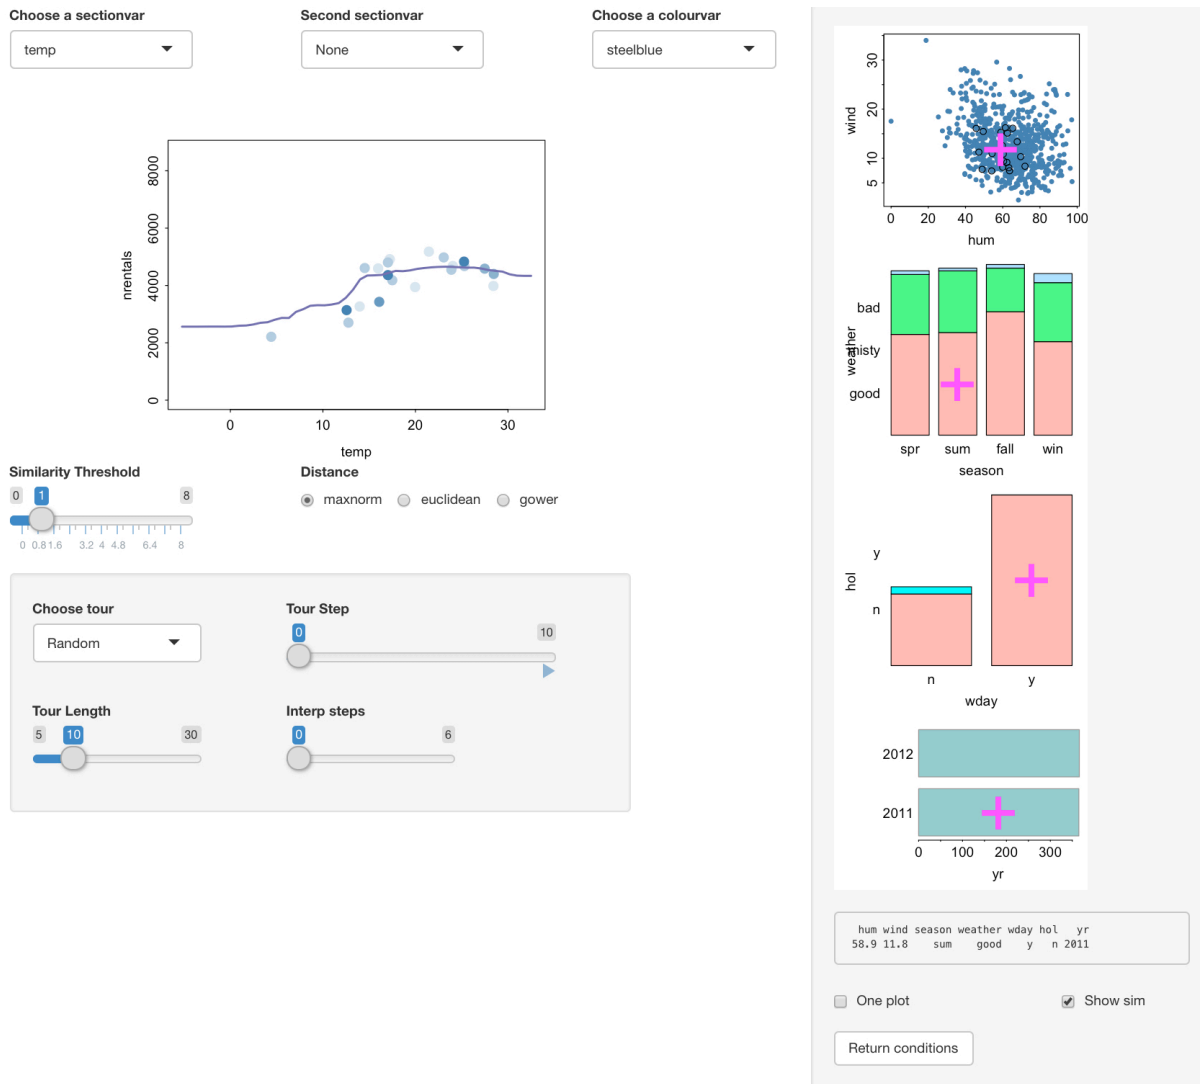 Choose a sectionvar
temp
Second sectionvar
None
Choose a colourvar
steelblue
nrentals
0
2000
4000
6000
8000
0 10 20 30
temp
Similarity Threshold
0 1 8
0 0.8 1.6 3.2 4 4.8 6.4 8
Distance
maxnorm euclidean gower
Choose tour
Random
Tour Step
0 10
Tour Length
5 10 30
Interp steps
0 6
wind
5 10 20 30
0 20 40 60 80 100
hum
weather
bad
misty
good
spr sum fall win
season
hol
y
n
n y
wday
2012
2011
0 100 200 300
yr
hum wind season weather wday hol yr
58.9 11.8 sum good y n 2011
One plot
Show sim
Return conditions